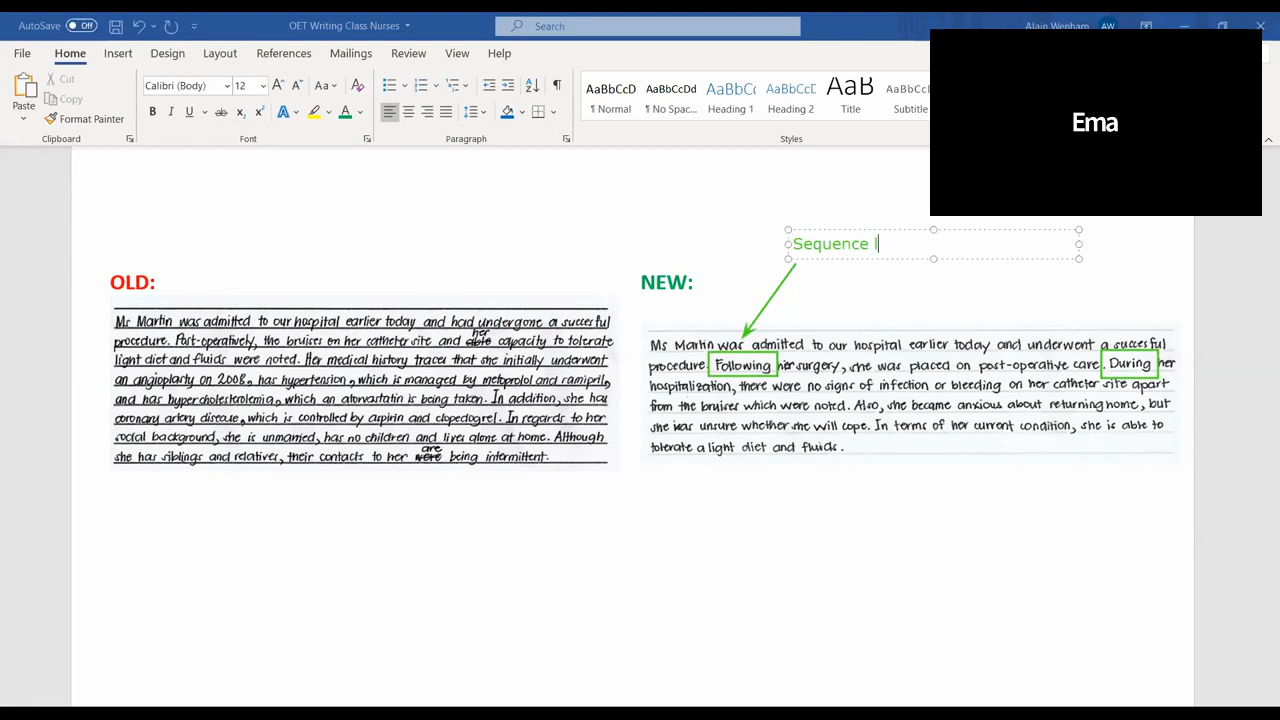 AutoSave Off OET Writing Class Nurses Search Alain Wenham AW
File Home Insert Design Layout References Mailings Review View Help
Paste Cut Copy Format Painter Clipboard
Calibri (Body) 12 Font
Paragraph
AaBbCcD AaBbCcDd AaBbCc AaBbCcD AaB AaBbCcD
¶ Normal ¶ No Spac... Heading 1 Heading 2 Title Subtitle
Styles
Ema
Sequence l
OLD:
Ms Martin was admitted to our hospital earlier today and had undergone a succesful
procedure. Post-operatively, the bruises on her catheter site and able her capacity to tolerate
light diet and fluids were noted. Her medical history traces that she initially underwent
an angioplasty on 2008, has hypertension, which is managed by metoprolol and ramipril,
and has hypercholesterolemia, which an atorvastatin is being taken. In addition, she has
coronary artery disease, which is controlled by aspirin and clopedogrel. In regards to her
social background, she is unmarried, has no children and lives alone at home. Although
she has siblings and relatives, their contacts to her were are being intermittent.
NEW:
Ms Martin was admitted to our hospital earlier today and underwent a succesful
procedure. Following her surgery, she was placed on post-operative care. During her
hospitalization, there were no signs of infection or bleeding on her catheter site apart
from the bruises which were noted. Also, she became anxious about returning home, but
she was unsure whether she will cope. In terms of her current condition, she is able to
tolerate a light diet and fluids.